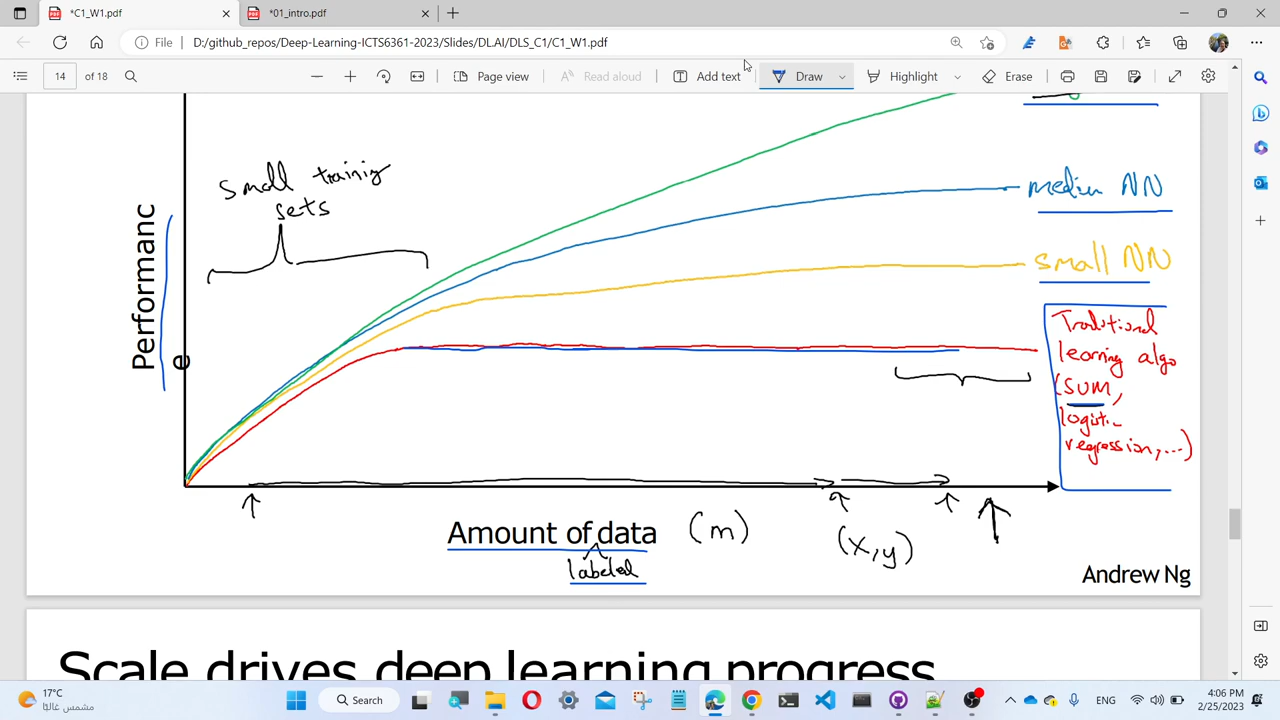 *C1_W1.pdf
*01_intro.pdf
File
D:/github_repos/Deep-Learning-ICTS6361-2023/Slides/DL.AI/DLS_C1/C1_W1.pdf
14 of 18
Page view
Read aloud
Add text
Draw
Highlight
Erase
small training
sets
Performanc
e
medium NN
small NN
Traditional
learning algo
(SVM,
logistic
regression,...)
Amount of data (m)
labeled
(x,y)
Andrew Ng
Scale drives deep learning progress
17°C
مشمس غالبًا
Search
ENG
4:06 PM
2/25/2023